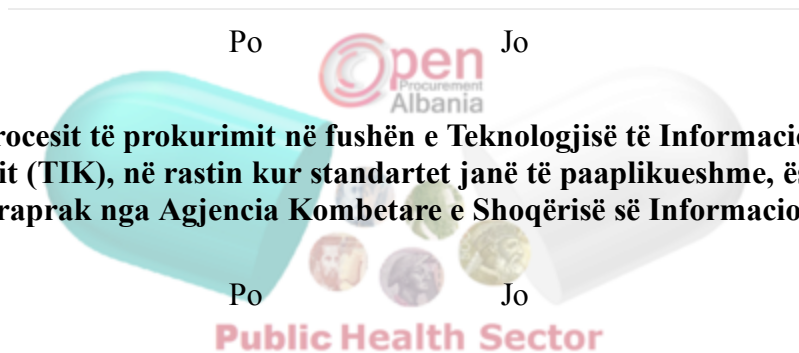 Po Jo
Open
Procurement
Albania
rocesit të prokurimit në fushën e Teknologjisë të Informacio
it (TIK), në rastin kur standartet janë të paaplikueshme, ës
raprak nga Agjencia Kombetare e Shoqërisë së Informacio
Po Jo
Public Health Sector